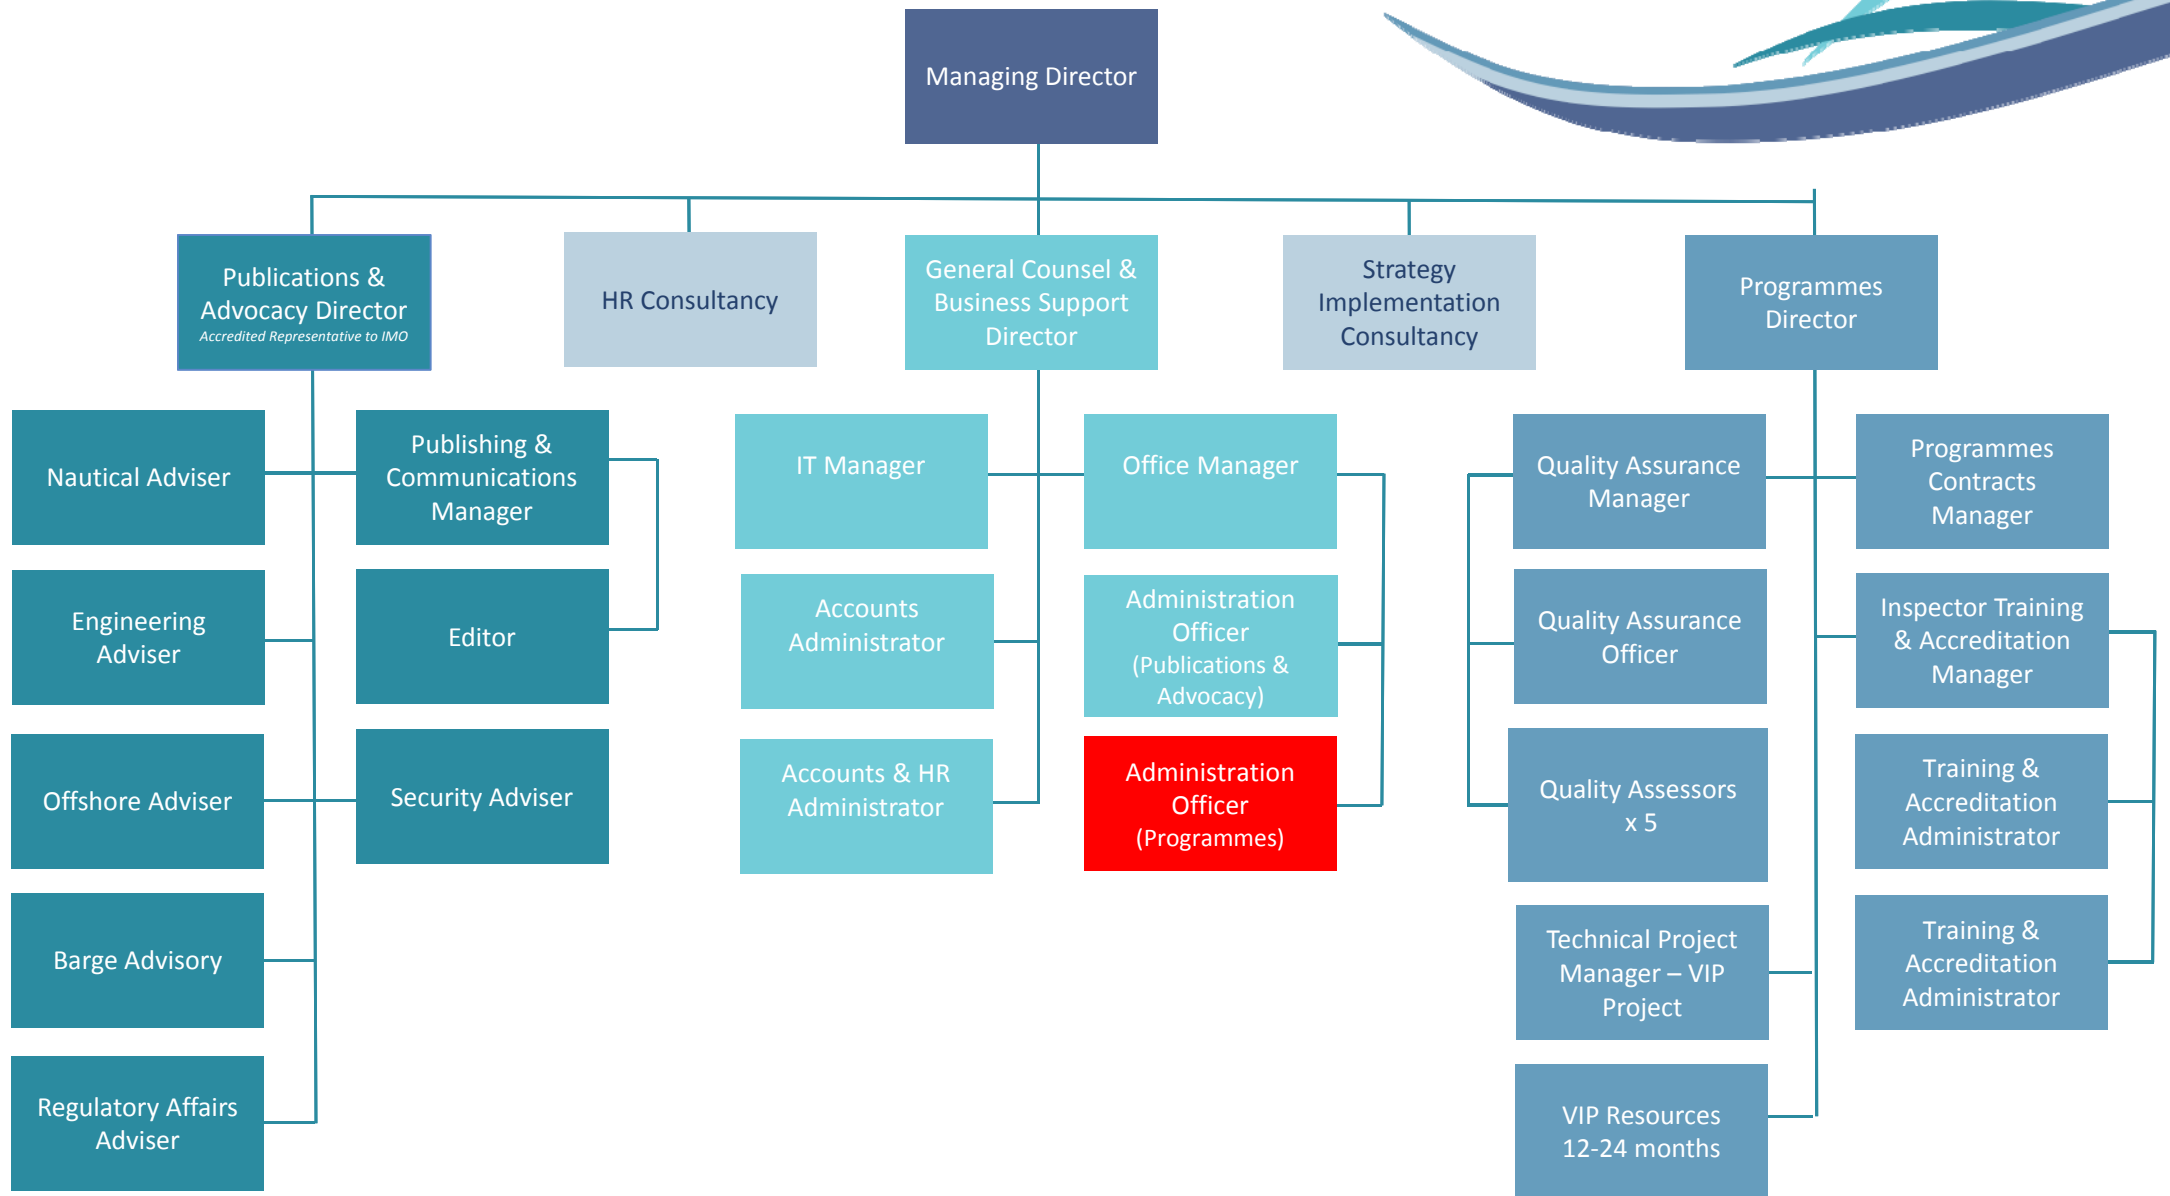 Managing Director
Publications &
Advocacy Director
Accredited Representative to IMO
HR Consultancy
General Counsel &
Business Support
Director
Strategy
Implementation
Consultancy
Programmes
Director
Nautical Adviser
Publishing &
Communications
Manager
IT Manager
Office Manager
Quality Assurance
Manager
Programmes
Contracts
Manager
Engineering
Adviser
Editor
Accounts
Administrator
Administration
Officer
(Publications &
Advocacy)
Quality Assurance
Officer
Inspector Training
& Accreditation
Manager
Offshore Adviser
Security Adviser
Accounts & HR
Administrator
Administration
Officer
(Programmes)
Quality Assessors
x 5
Training &
Accreditation
Administrator
Barge Advisory
Technical Project
Manager – VIP
Project
Training &
Accreditation
Administrator
Regulatory Affairs
Adviser
VIP Resources
12-24 months